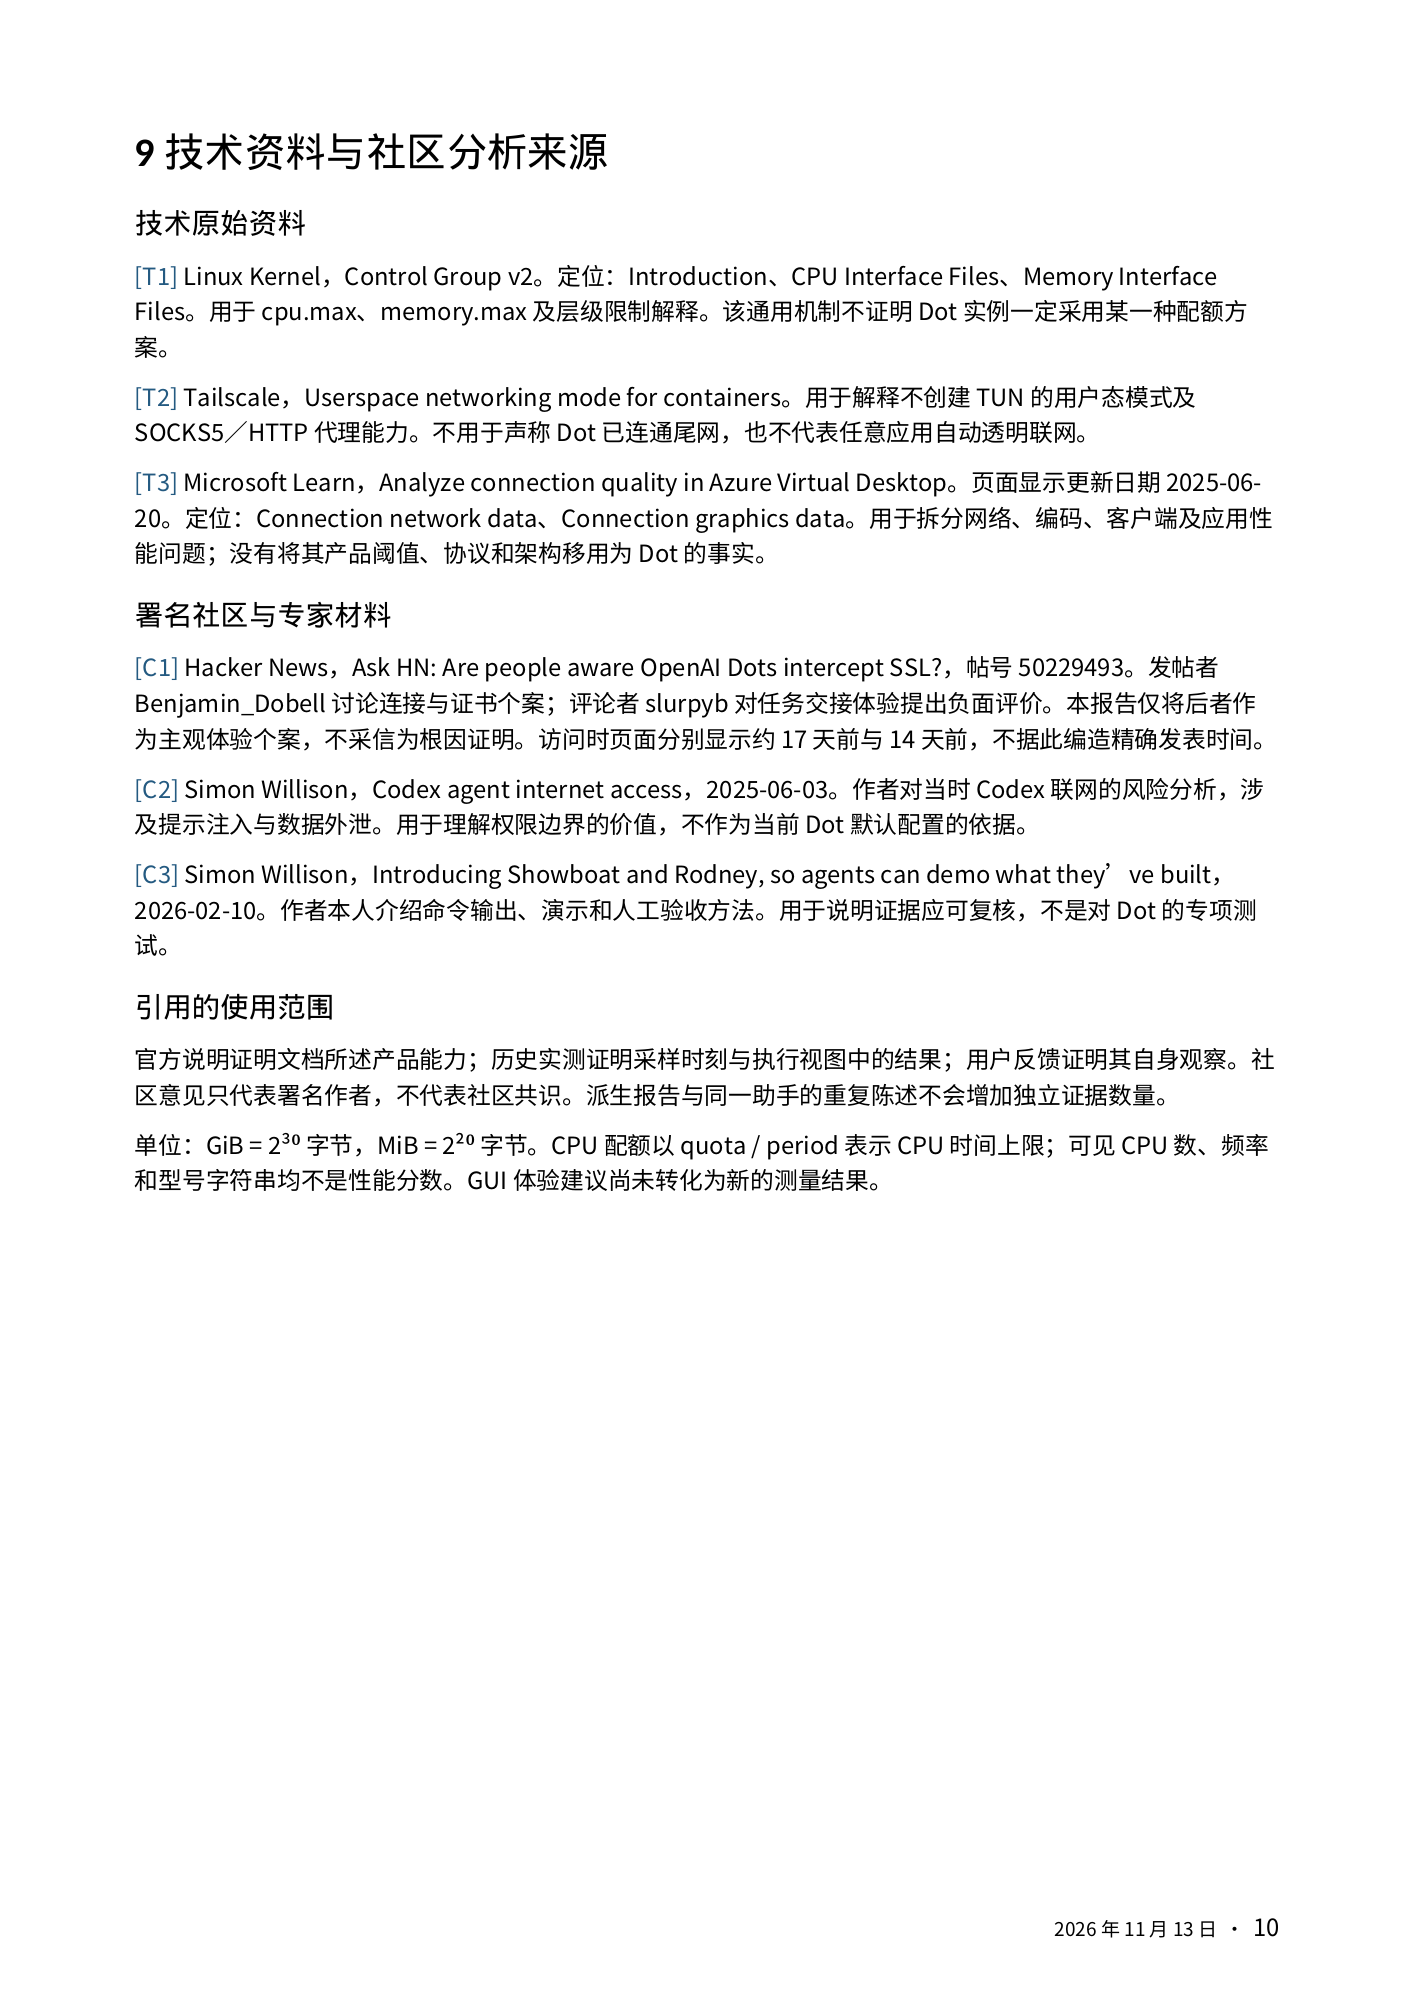 9 技术资料与社区分析来源
技术原始资料
[T1] Linux Kernel，Control Group v2。定位：Introduction、CPU Interface Files、Memory Interface
Files。用于 cpu.max、memory.max 及层级限制解释。该通用机制不证明 Dot 实例一定采用某一种配额方
案。
[T2] Tailscale，Userspace networking mode for containers。用于解释不创建 TUN 的用户态模式及
SOCKS5／HTTP 代理能力。不用于声称 Dot 已连通尾网，也不代表任意应用自动透明联网。
[T3] Microsoft Learn，Analyze connection quality in Azure Virtual Desktop。页面显示更新日期 2025-06-
20。定位：Connection network data、Connection graphics data。用于拆分网络、编码、客户端及应用性
能问题；没有将其产品阈值、协议和架构移用为 Dot 的事实。
署名社区与专家材料
[C1] Hacker News，Ask HN: Are people aware OpenAI Dots intercept SSL?，帖号 50229493。发帖者
Benjamin_Dobell 讨论连接与证书个案；评论者 slurpyb 对任务交接体验提出负面评价。本报告仅将后者作
为主观体验个案，不采信为根因证明。访问时页面分别显示约 17 天前与 14 天前，不据此编造精确发表时间。
[C2] Simon Willison，Codex agent internet access，2025-06-03。作者对当时 Codex 联网的风险分析，涉
及提示注入与数据外泄。用于理解权限边界的价值，不作为当前 Dot 默认配置的依据。
[C3] Simon Willison，Introducing Showboat and Rodney, so agents can demo what they’ve built，
2026-02-10。作者本人介绍命令输出、演示和人工验收方法。用于说明证据应可复核，不是对 Dot 的专项测
试。
引用的使用范围
官方说明证明文档所述产品能力；历史实测证明采样时刻与执行视图中的结果；用户反馈证明其自身观察。社
区意见只代表署名作者，不代表社区共识。派生报告与同一助手的重复陈述不会增加独立证据数量。
单位：GiB = 2³⁰ 字节，MiB = 2²⁰ 字节。CPU 配额以 quota / period 表示 CPU 时间上限；可见 CPU 数、频率
和型号字符串均不是性能分数。GUI 体验建议尚未转化为新的测量结果。
2026 年 11 月 13 日 · 10